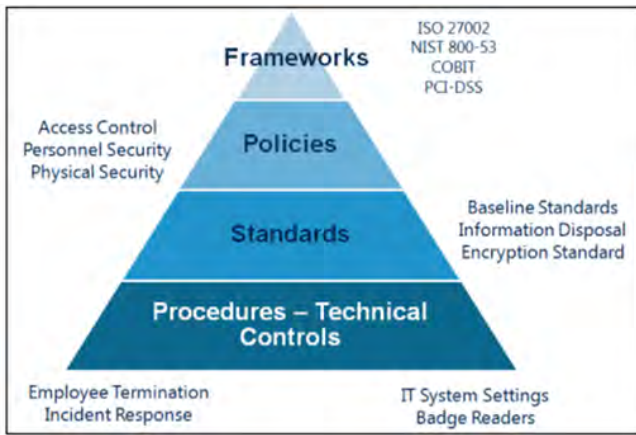 ISO 27002
NIST 800-53
COBIT
PCI-DSS
Frameworks
Access Control
Personnel Security
Physical Security
Policies
Baseline Standards
Information Disposal
Encryption Standard
Standards
Procedures – Technical
Controls
Employee Termination
Incident Response
IT System Settings
Badge Readers